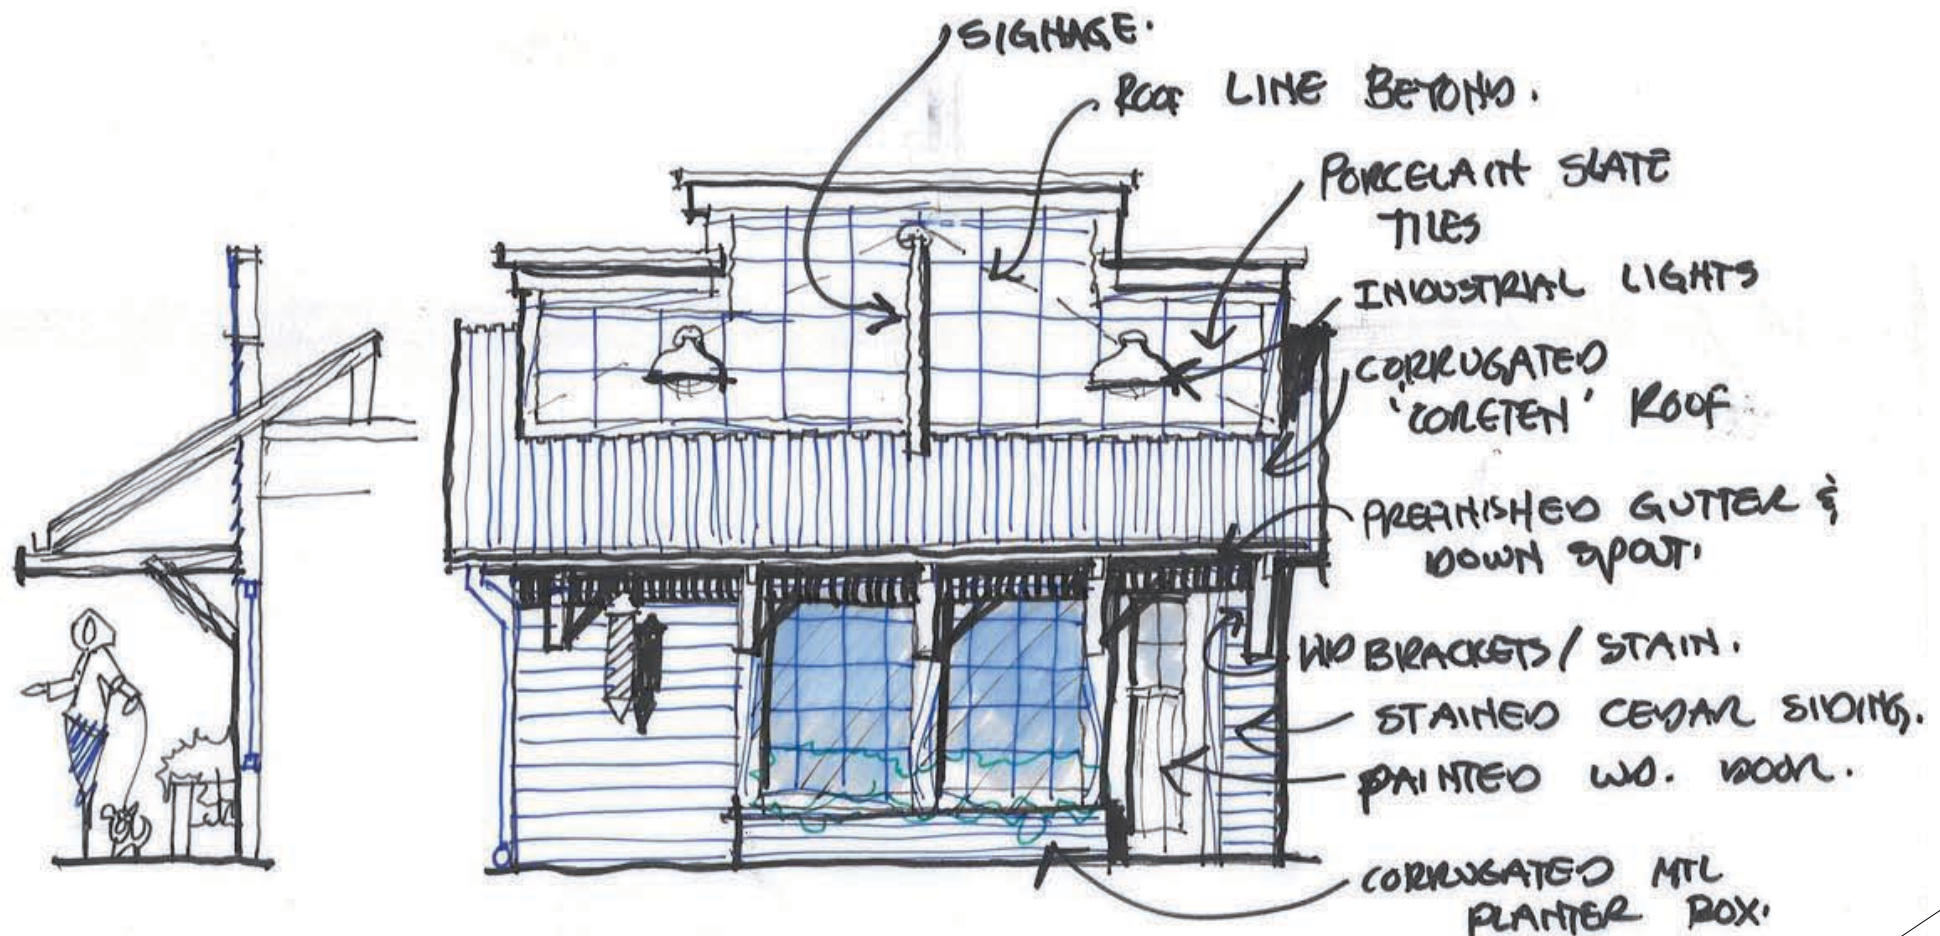 SIGNAGE.
ROOF LINE BEYOND.
PORCELAIN SLATE
TILES
INDUSTRIAL LIGHTS
CORRUGATED
'CORETEN' ROOF
PREFINISHED GUTTER &
DOWN SPOUT.
WD BRACKETS / STAIN.
STAINED CEDAR SIDING.
PAINTED WD. DOOR.
CORRUGATED MTL
PLANTER BOX.